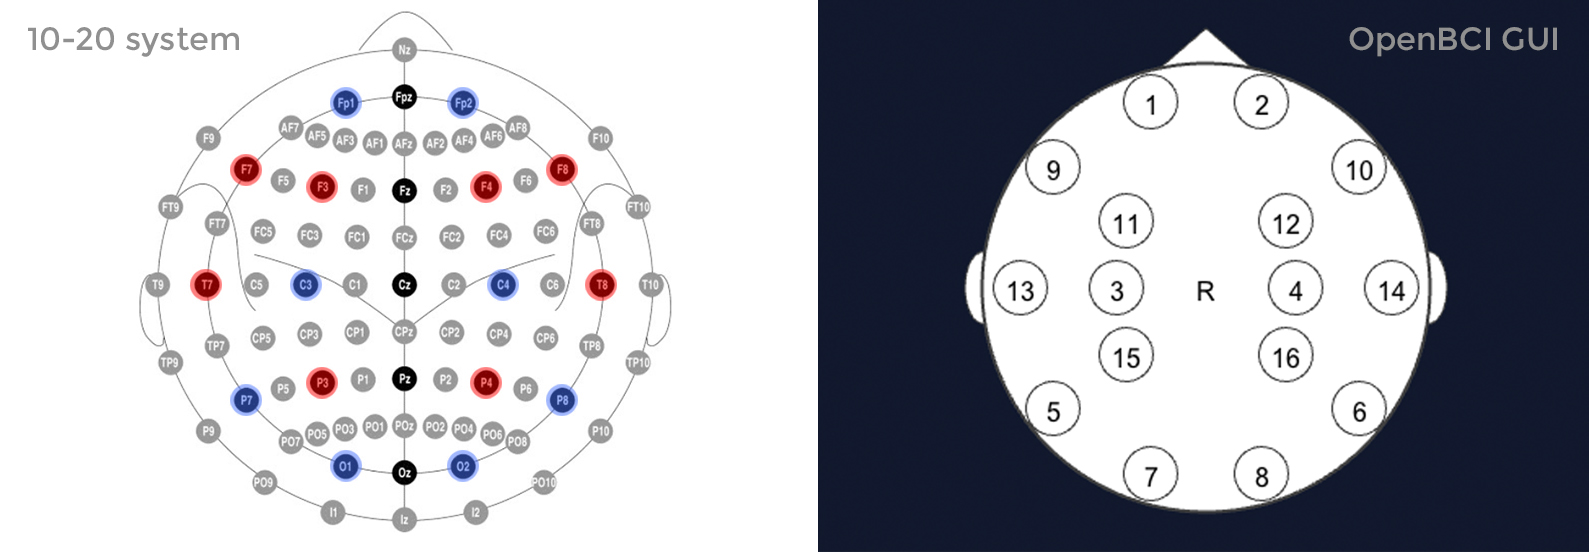 10-20 system
Nz
Fp1 Fpz Fp2
AF7 AF5 AF3 AF1 AFz AF2 AF4 AF6 AF8
F9 F10
F7 F5 F3 F1 Fz F2 F4 F6 F8
FT9 FT7 FC5 FC3 FC1 FCz FC2 FC4 FC6 FT8 FT10
T9 T7 C5 C3 C1 Cz C2 C4 C6 T8 T10
TP9 TP7 CP5 CP3 CP1 CPz CP2 CP4 CP6 TP8 TP10
P7 P5 P3 P1 Pz P2 P4 P6 P8
P9 PO7 PO5 PO3 PO1 POz PO2 PO4 PO6 PO8 P10
O1 Oz O2
PO9 PO10
I1 Iz I2
OpenBCI GUI
1 2
9 10
11 12
13 3 R 4 14
15 16
5 6
7 8